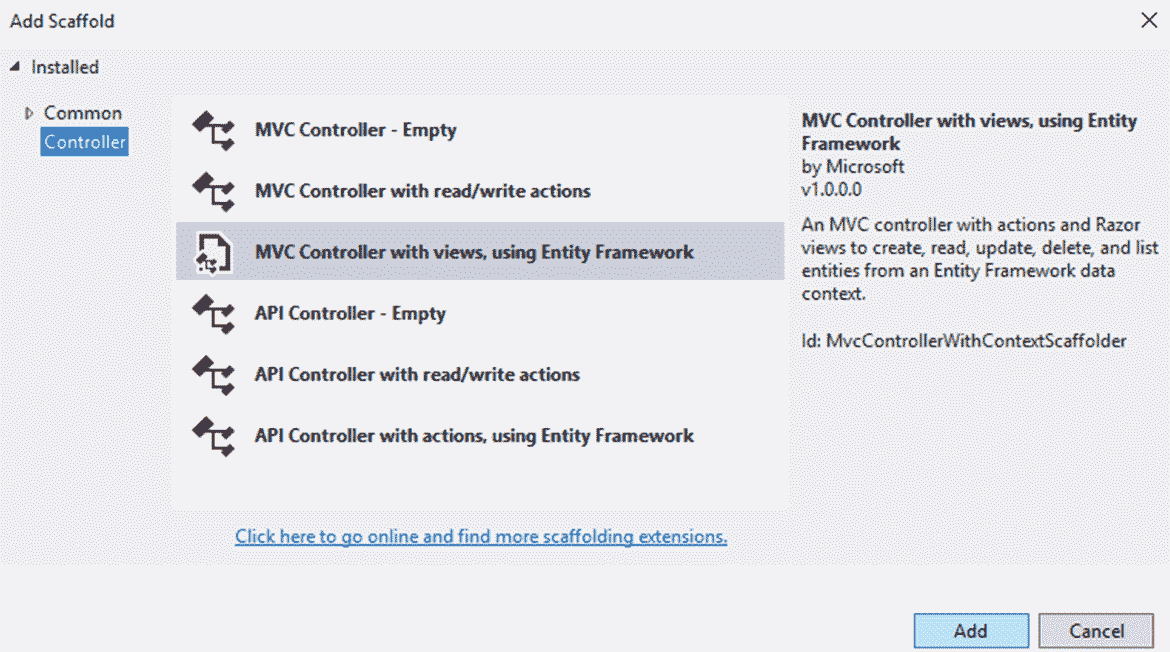 Add Scaffold
Installed
Common
Controller
MVC Controller - Empty
MVC Controller with read/write actions
MVC Controller with views, using Entity Framework
API Controller - Empty
API Controller with read/write actions
API Controller with actions, using Entity Framework
Click here to go online and find more scaffolding extensions.
MVC Controller with views, using Entity
Framework
by Microsoft
v1.0.0.0
An MVC controller with actions and Razor
views to create, read, update, delete, and list
entities from an Entity Framework data
context.
Id: MvcControllerWithContextScaffolder
Add
Cancel